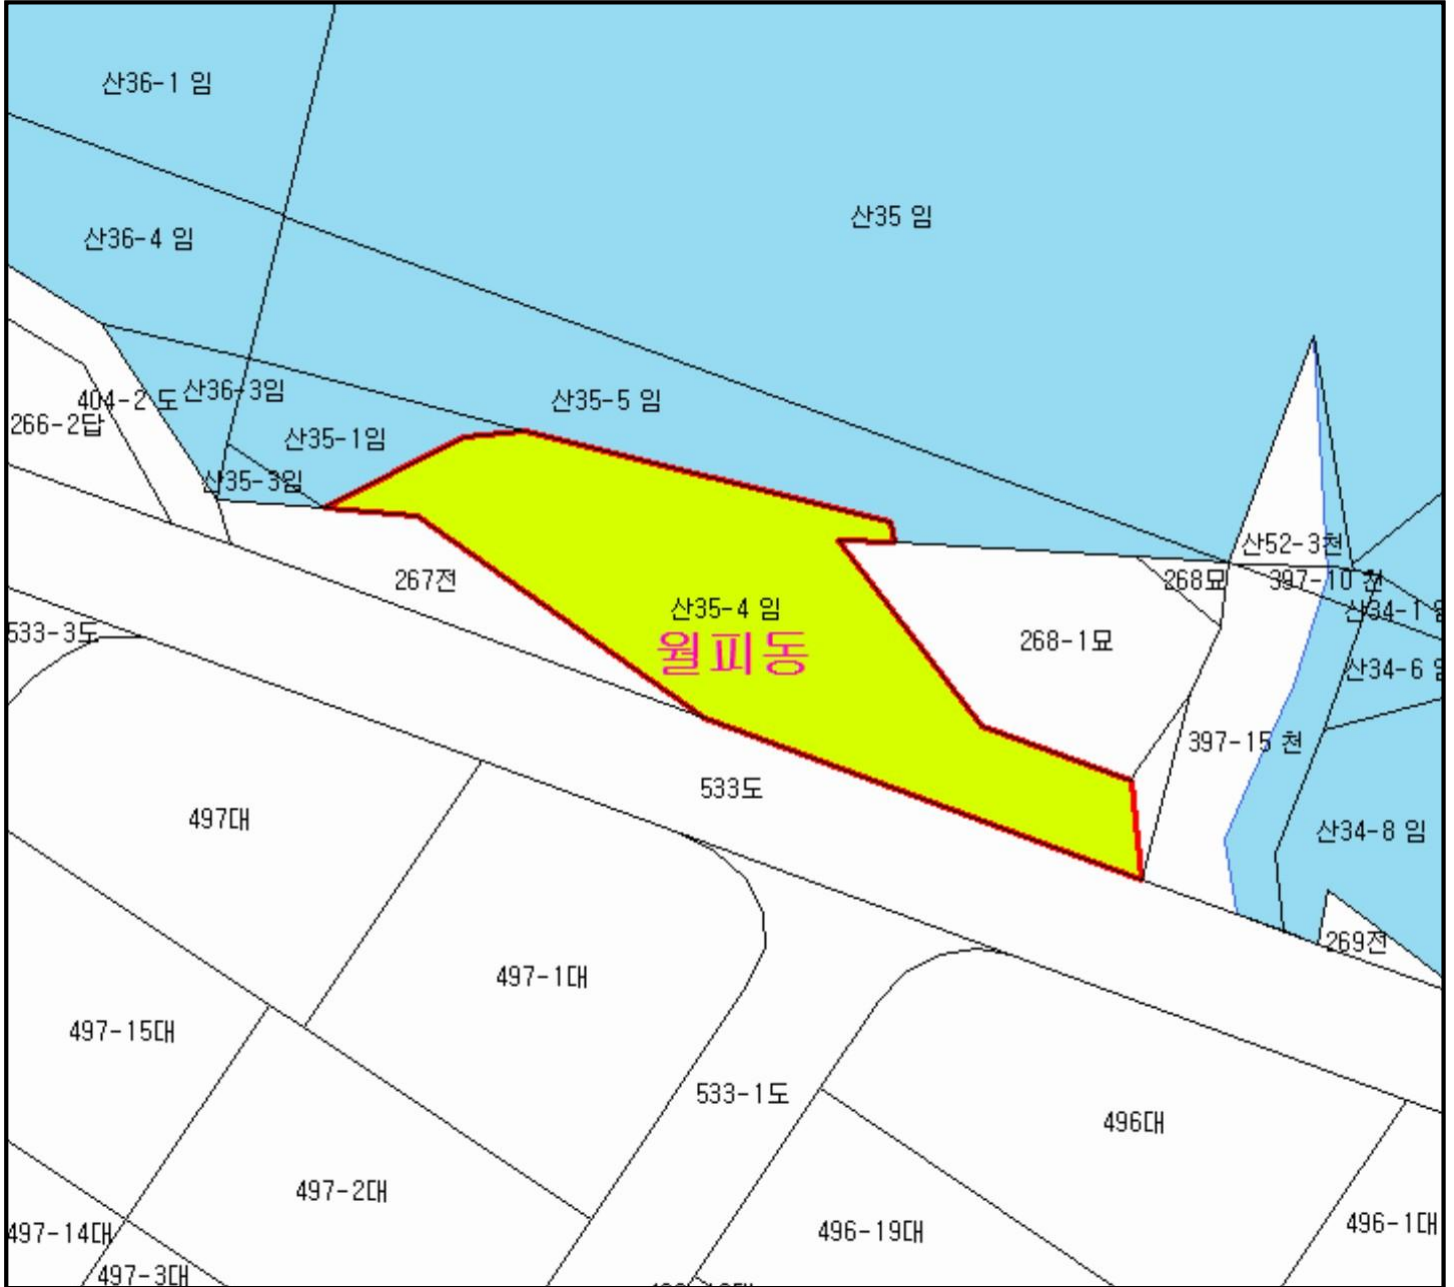 산36-1 임
산35 임
산36-4 임
산36-3임
404-2 도
산35-5 임
266-2답
산35-1임
산35-3임
산52-3천
267전
268묘
397-10 천
산35-4 임
산34-1
533-3도
268-1묘
월피동
산34-6
397-15 천
533도
497대
산34-8 임
269전
497-1대
497-15대
533-1도
496대
497-2대
497-14대
496-19대
496-1대
497-3대